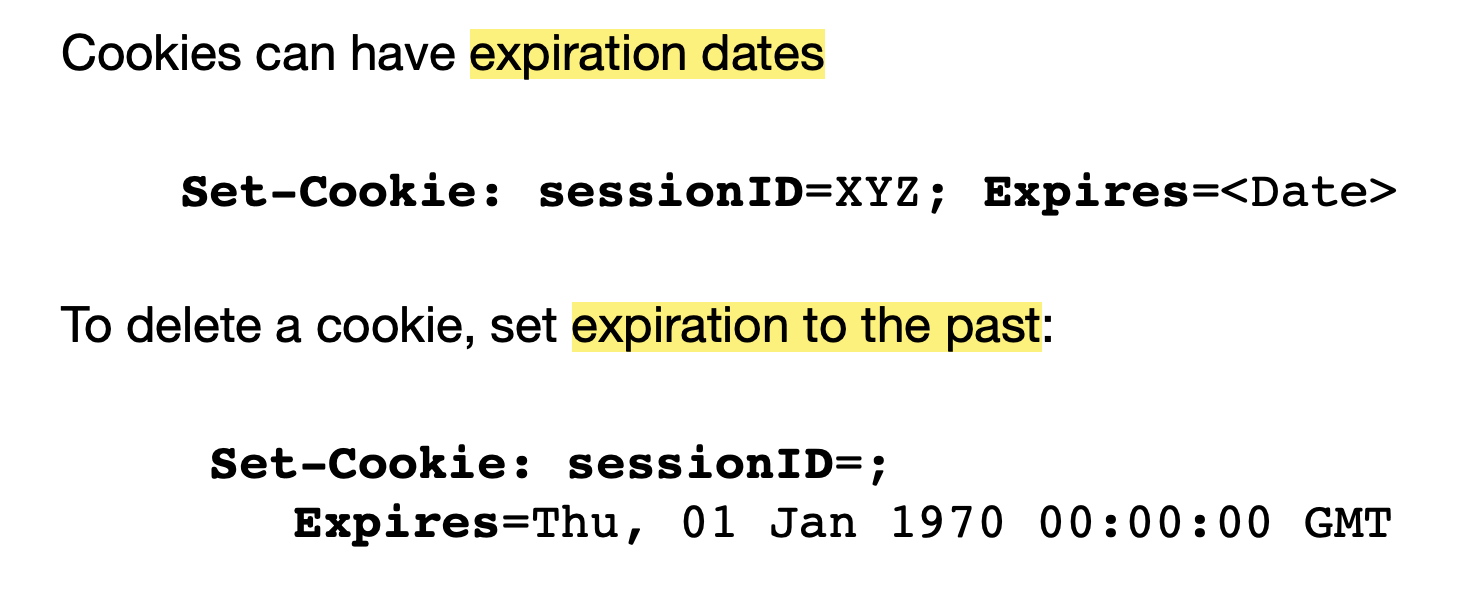 Cookies can have expiration dates
Set-Cookie: sessionID=XYZ; Expires=<Date>
To delete a cookie, set expiration to the past:
Set-Cookie: sessionID=;
Expires=Thu, 01 Jan 1970 00:00:00 GMT